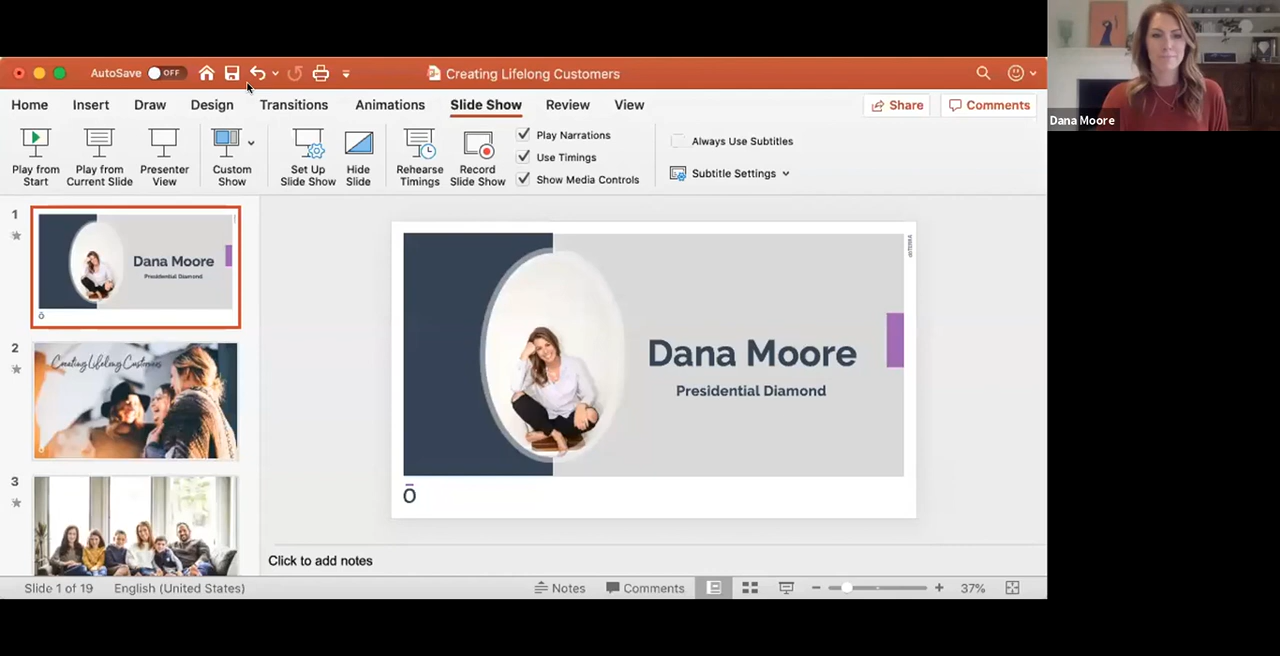 AutoSave OFF
Creating Lifelong Customers
Home Insert Draw Design Transitions Animations Slide Show Review View Share Comments
Play from Start
Play from Current Slide
Presenter View
Custom Show
Set Up Slide Show
Hide Slide
Rehearse Timings
Record Slide Show
Play Narrations
Use Timings
Show Media Controls
Always Use Subtitles
Subtitle Settings
Dana Moore
1
Dana Moore
Presidential Diamond
ō
2
Creating Lifelong Customers
3
Dana Moore
Presidential Diamond
ō
Click to add notes
Slide 1 of 19 English (United States) Notes Comments 37%